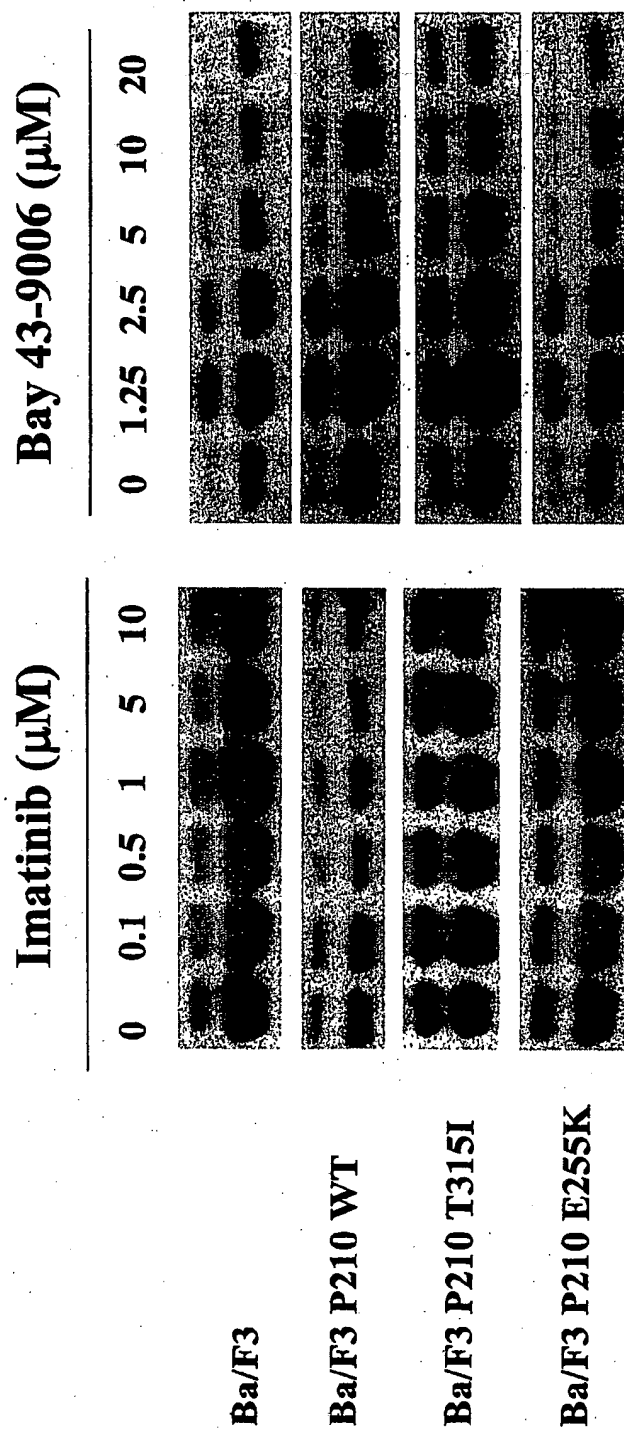 Imatinib (µM)
Bay 43-9006 (µM)
0 0.1 0.5 1 5 10
0 1.25 2.5 5 10 20
Ba/F3
Ba/F3 P210 WT
Ba/F3 P210 T315I
Ba/F3 P210 E255K